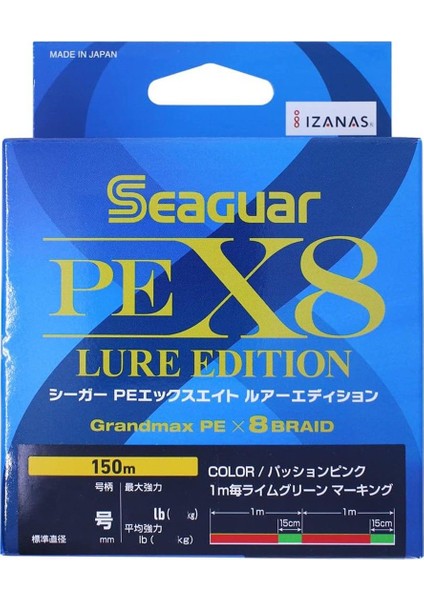 MADE IN JAPAN
IZANAS®
Seaguar
PE X8
LURE EDITION
シーガー PEエックスエイト ルアーエディション
Grandmax PE × 8 BRAID
150m
号柄 最大強力
号 lb( kg)
標準直径 mm 平均強力 lb( kg)
COLOR / パッションピンク
1m毎ライムグリーン マーキング
1m 1m
15cm 15cm